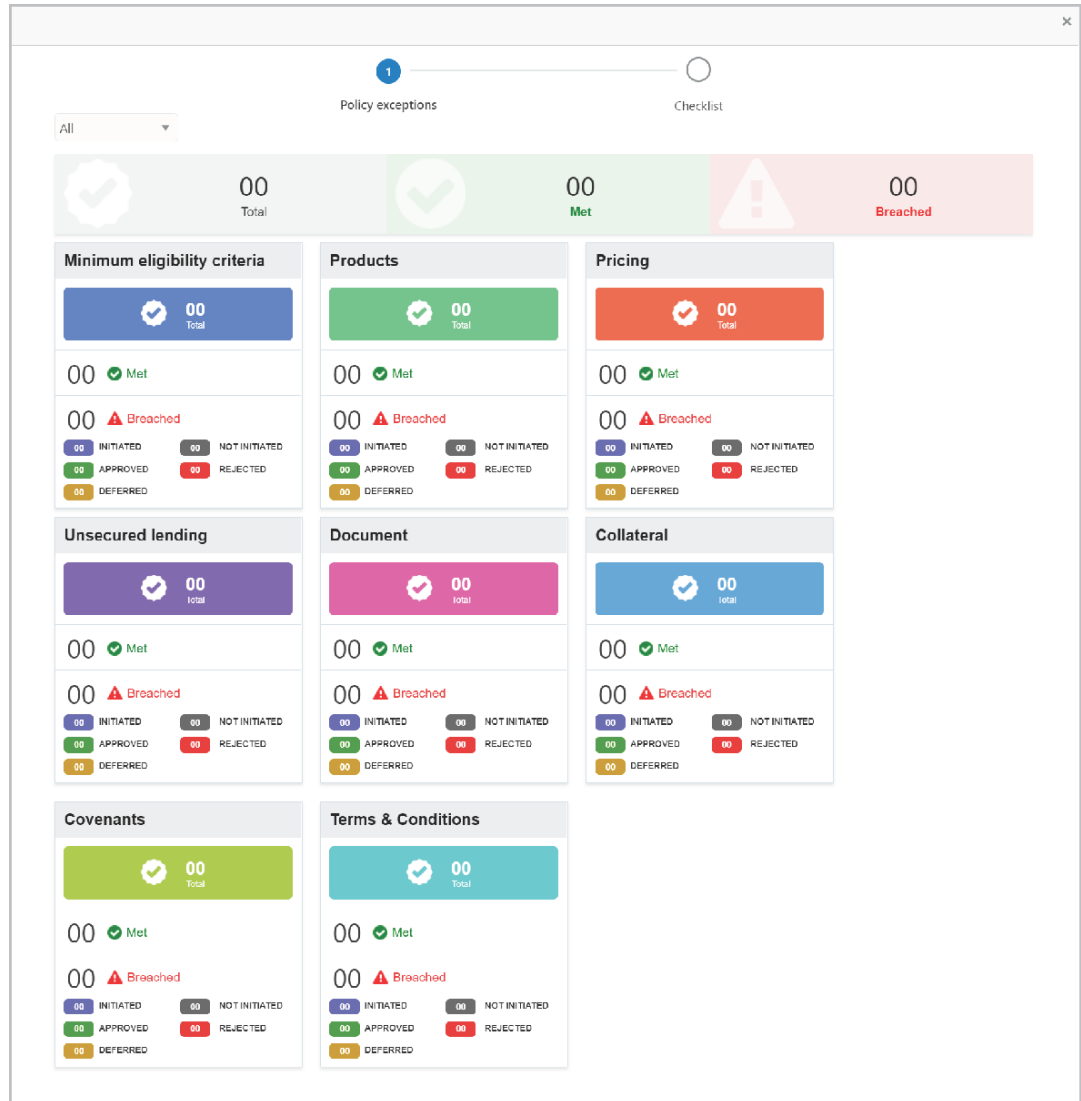 ×
1
Policy exceptions
Checklist
All
00
Total
00
Met
00
Breached
Minimum eligibility criteria
00
Total
00 Met
00 Breached
00 INITIATED 00 NOT INITIATED
00 APPROVED 00 REJECTED
00 DEFERRED
Products
00
Total
00 Met
00 Breached
00 INITIATED 00 NOT INITIATED
00 APPROVED 00 REJECTED
00 DEFERRED
Pricing
00
Total
00 Met
00 Breached
00 INITIATED 00 NOT INITIATED
00 APPROVED 00 REJECTED
00 DEFERRED
Unsecured lending
00
Total
00 Met
00 Breached
00 INITIATED 00 NOT INITIATED
00 APPROVED 00 REJECTED
00 DEFERRED
Document
00
Total
00 Met
00 Breached
00 INITIATED 00 NOT INITIATED
00 APPROVED 00 REJECTED
00 DEFERRED
Collateral
00
Total
00 Met
00 Breached
00 INITIATED 00 NOT INITIATED
00 APPROVED 00 REJECTED
00 DEFERRED
Covenants
00
Total
00 Met
00 Breached
00 INITIATED 00 NOT INITIATED
00 APPROVED 00 REJECTED
00 DEFERRED
Terms & Conditions
00
Total
00 Met
00 Breached
00 INITIATED 00 NOT INITIATED
00 APPROVED 00 REJECTED
00 DEFERRED